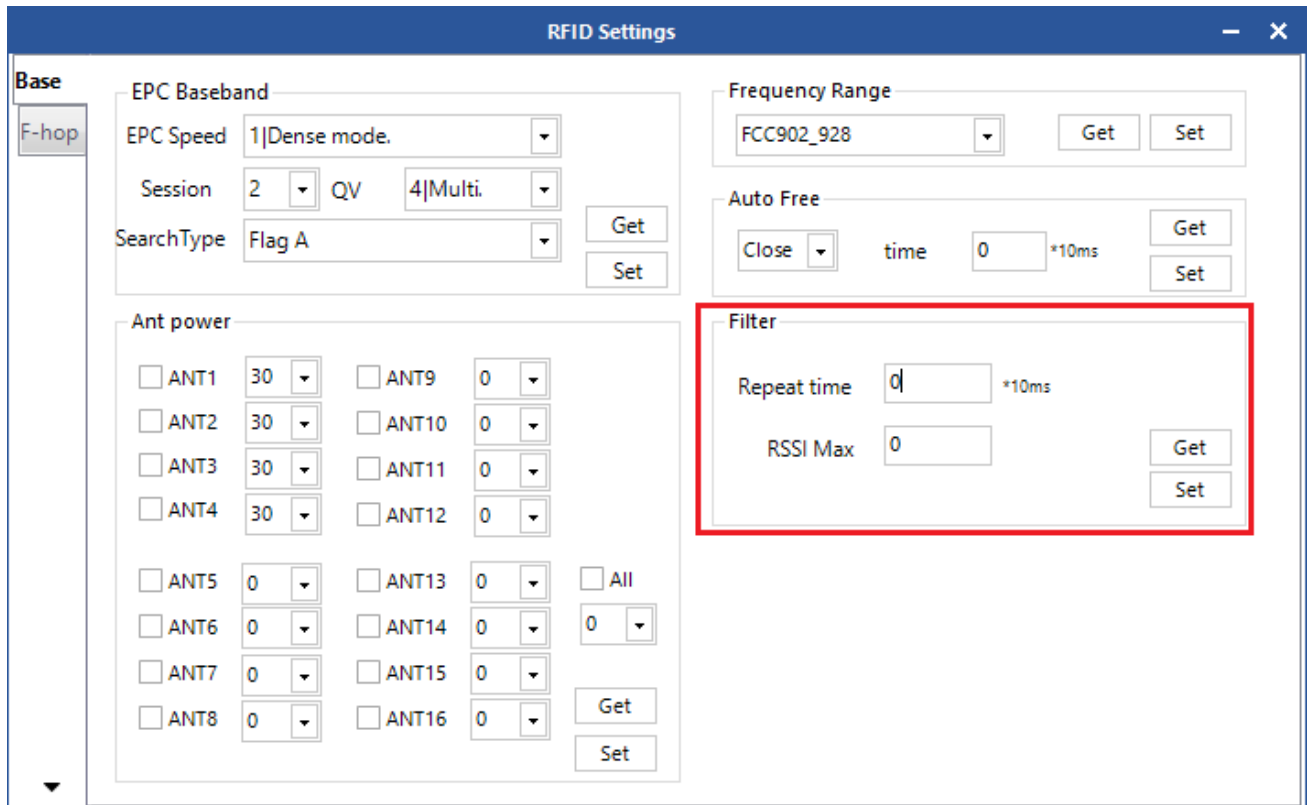 RFID Settings
Base
F-hop
EPC Baseband
EPC Speed 1|Dense mode.
Session 2 QV 4|Multi.
SearchType Flag A
Get
Set
Frequency Range
FCC902_928 Get Set
Auto Free
Close time 0 *10ms
Get
Set
Ant power
ANT1 30 ANT9 0
ANT2 30 ANT10 0
ANT3 30 ANT11 0
ANT4 30 ANT12 0
ANT5 0 ANT13 0 All
ANT6 0 ANT14 0 0
ANT7 0 ANT15 0
ANT8 0 ANT16 0
Get
Set
Filter
Repeat time 0 *10ms
RSSI Max 0 Get
Set